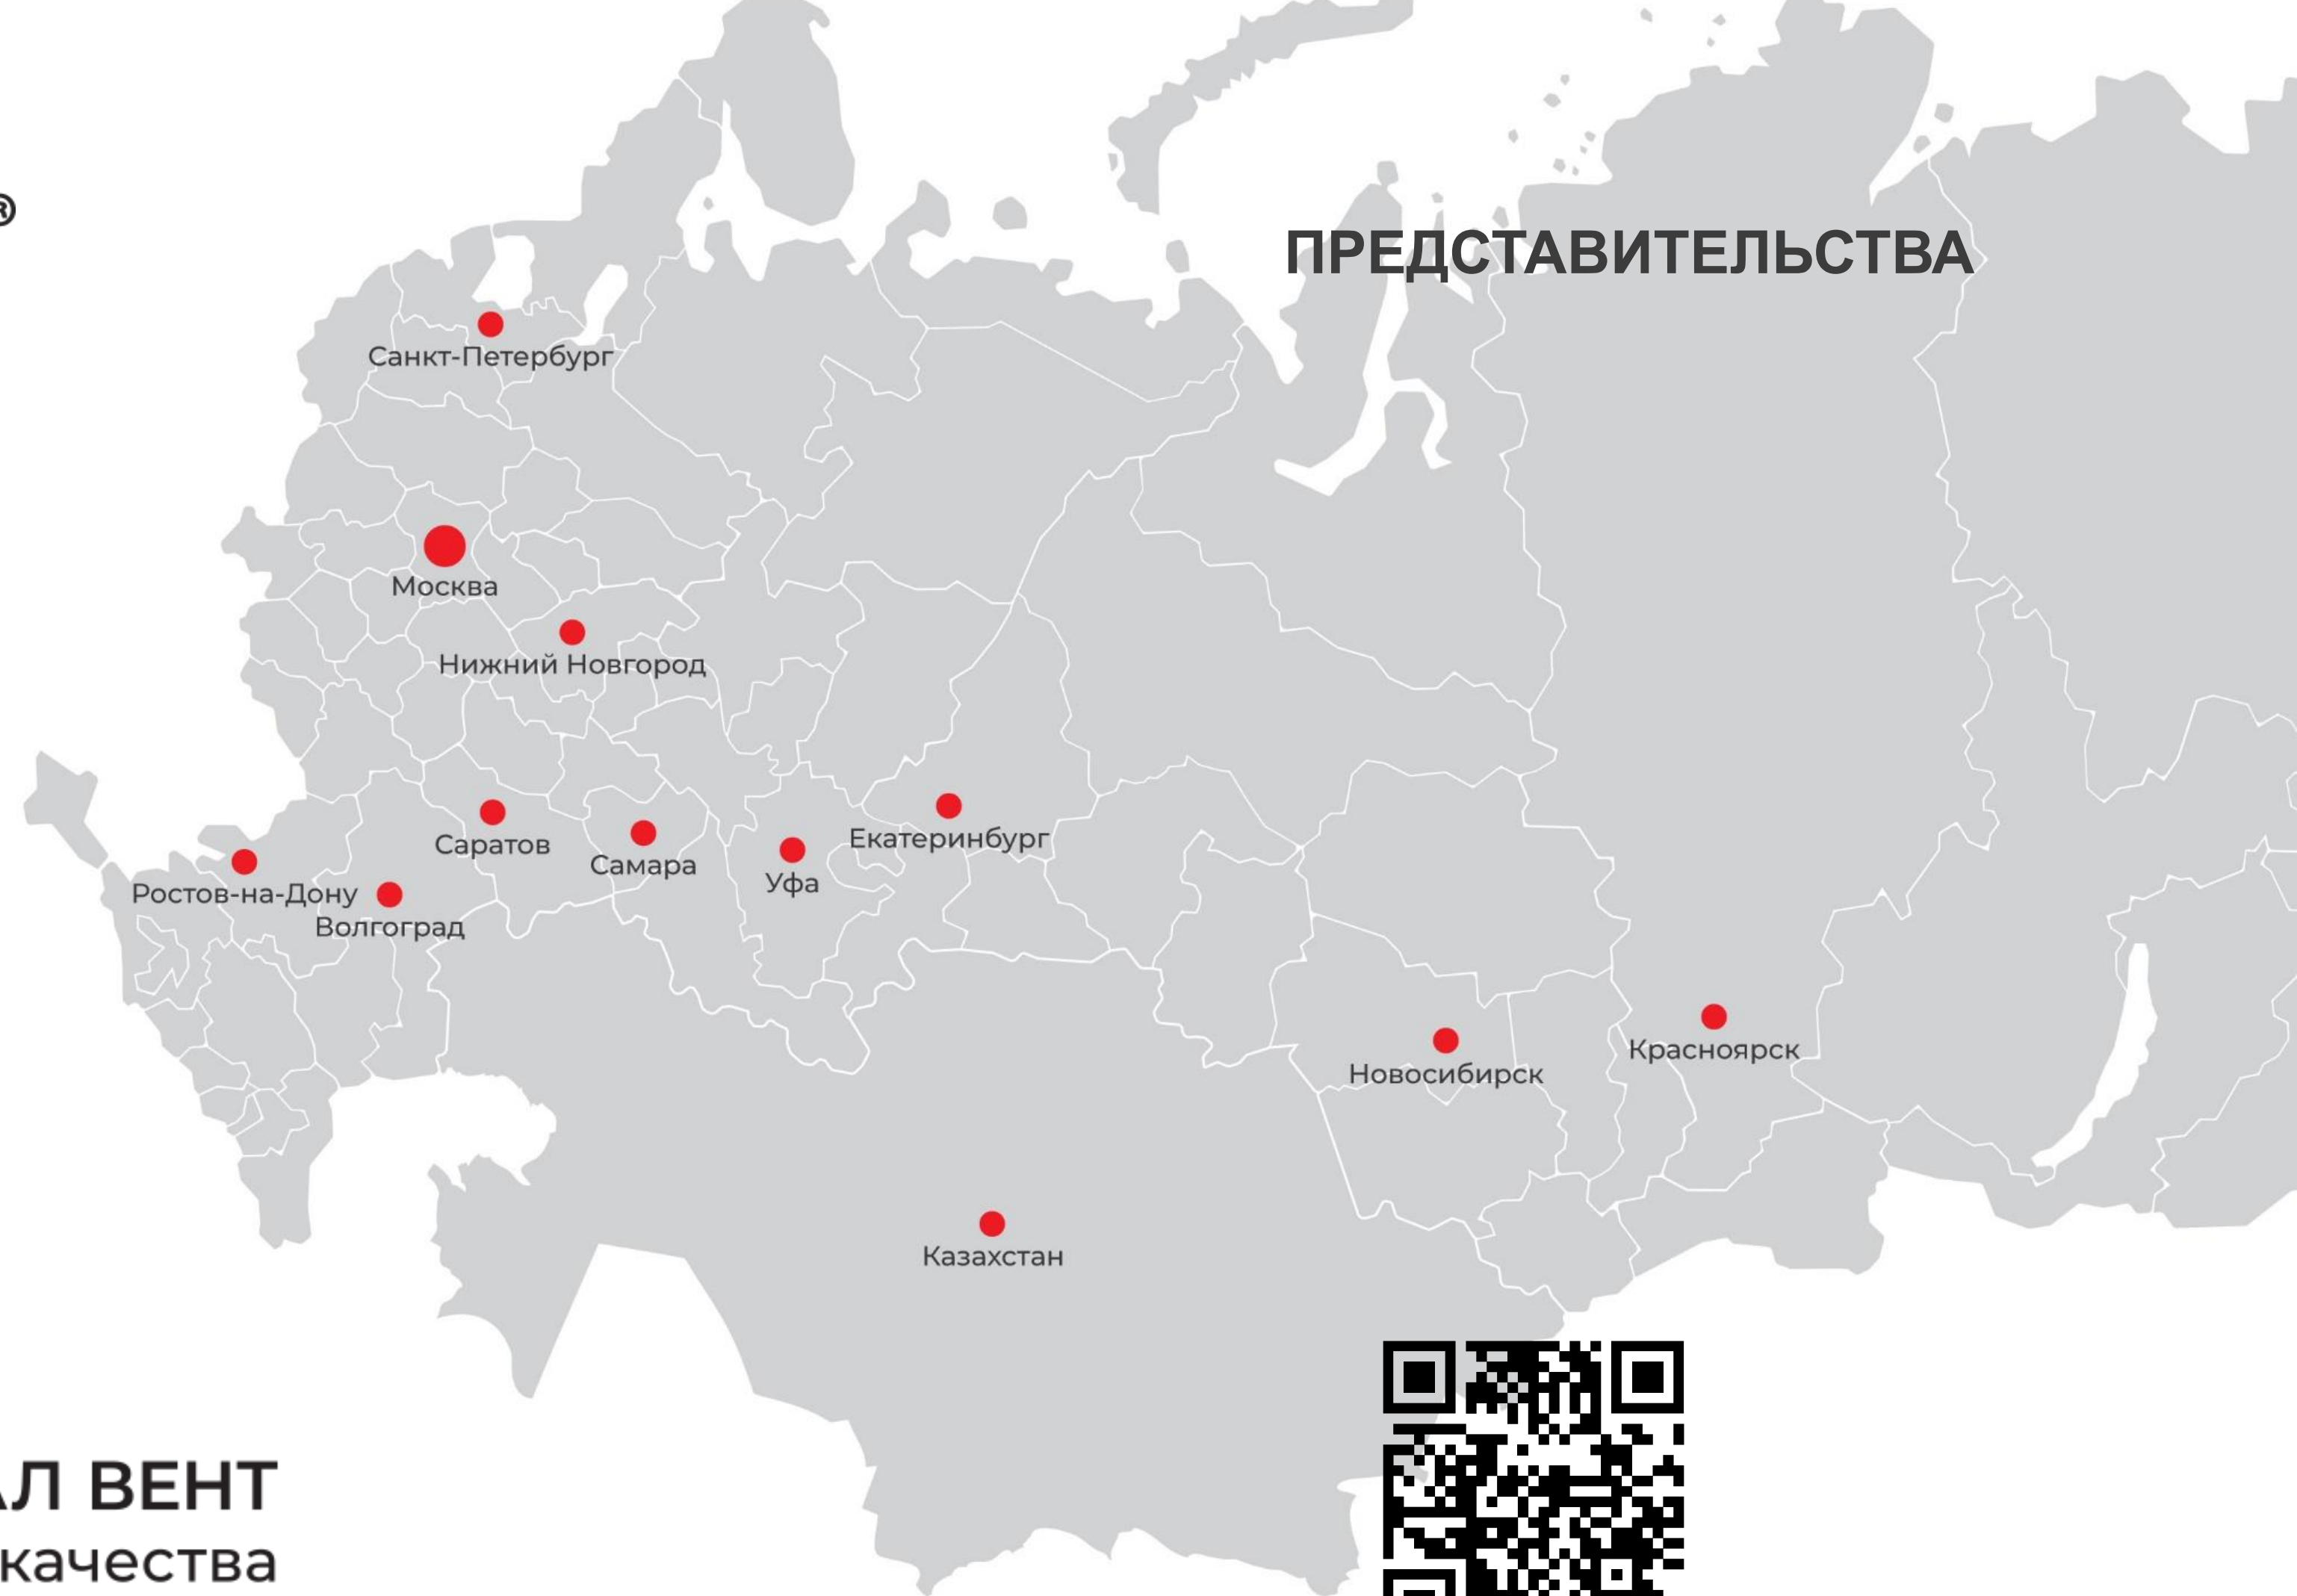 ®
ПРЕДСТАВИТЕЛЬСТВА
Санкт-Петербург
Москва
Нижний Новгород
Саратов
Самара
Екатеринбург
Уфа
Ростов-на-Дону
Волгоград
Красноярск
Новосибирск
Казахстан
ВЕНТ
качества